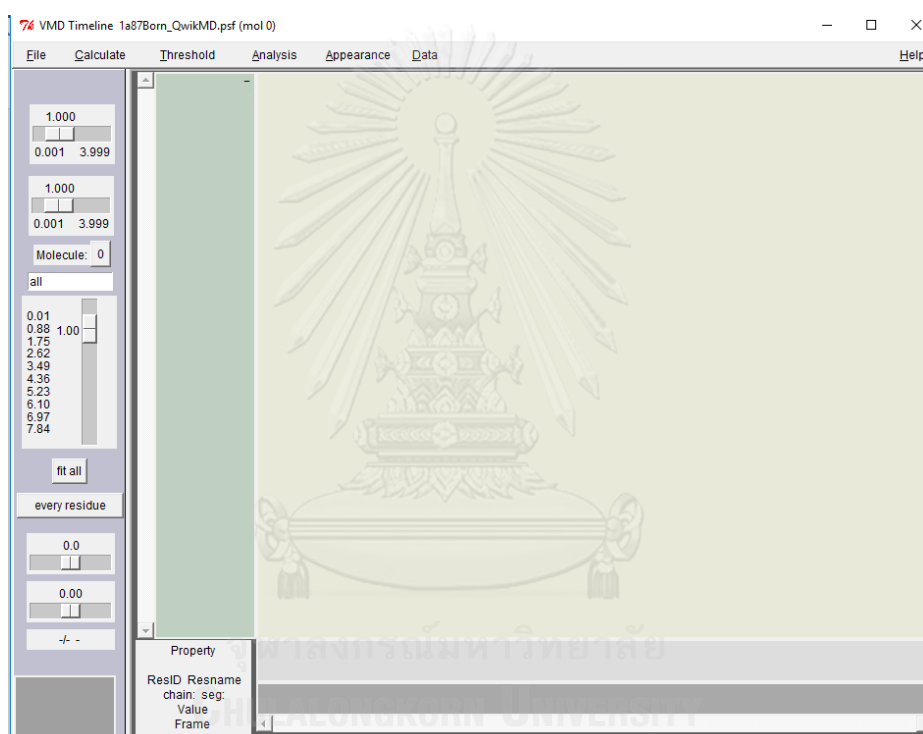 VMD Timeline 1a87Born_QwikMD.psf (mol 0)
File Calculate Threshold Analysis Appearance Data Help
-
1.000
0.001 3.999
1.000
0.001 3.999
Molecule: 0
all
0.01
0.88 1.00
1.75
2.62
3.49
4.36
5.23
6.10
6.97
7.84
fit all
every residue
0.0
0.00
-/- -
Property
ResID Resname
chain: seg:
Value
Frame
จุฬาลงกรณ์มหาวิทยาลัย
CHULALONGKORN UNIVERSITY